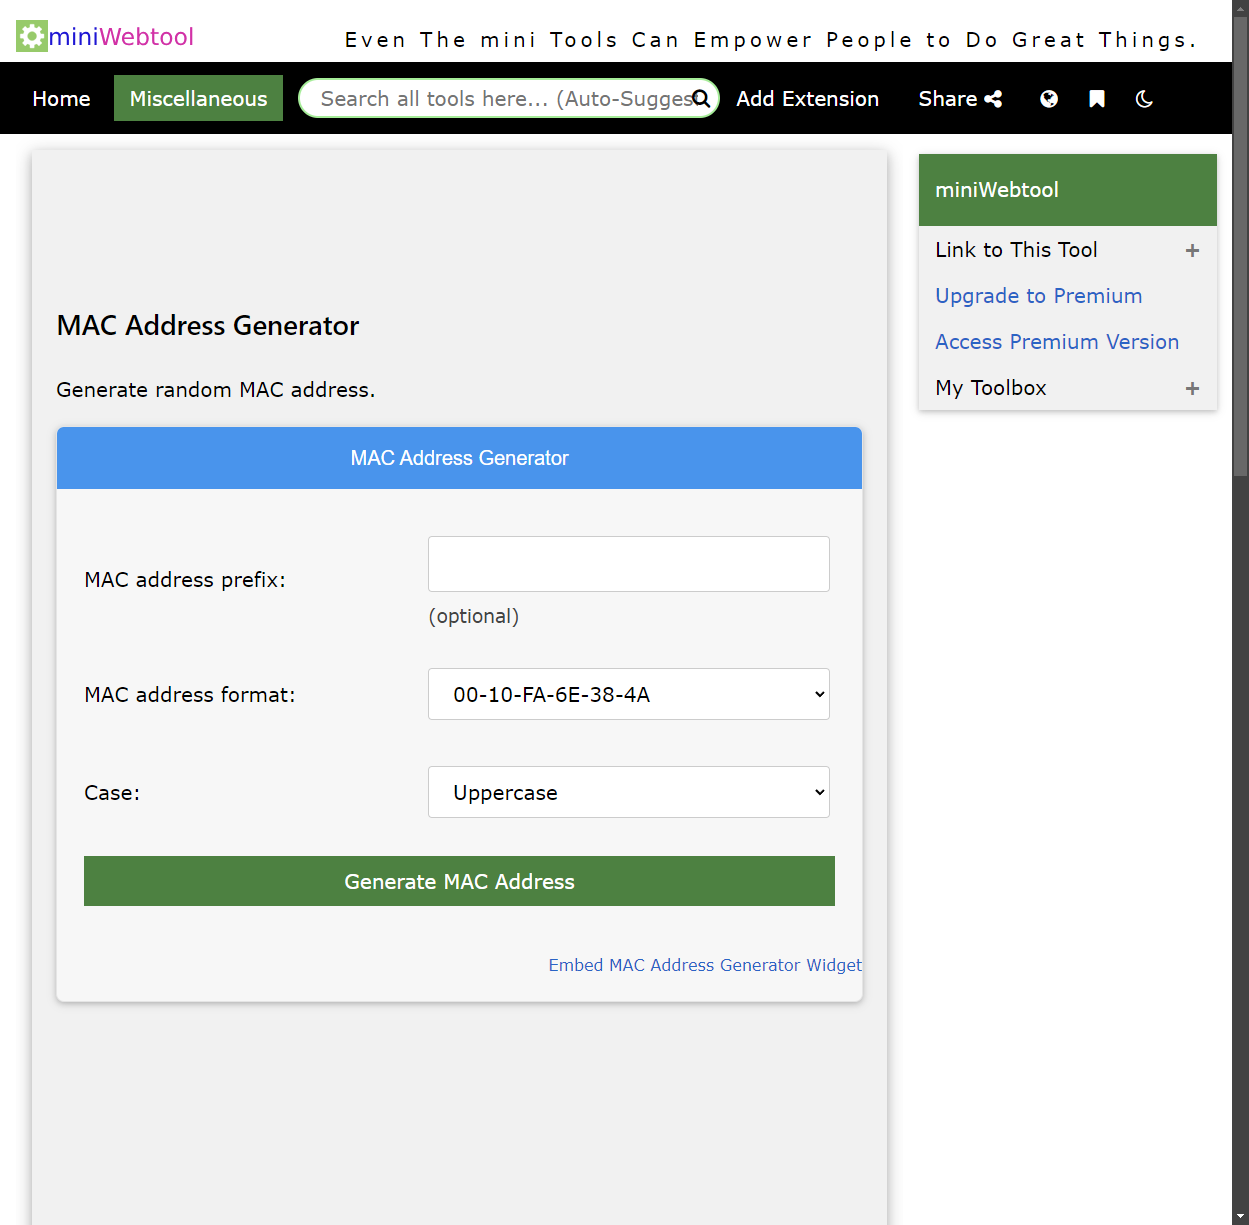 miniWebtool
Even The mini Tools Can Empower People to Do Great Things.
Home
Miscellaneous
Search all tools here... (Auto-Sugges
Add Extension
Share
MAC Address Generator
Generate random MAC address.
MAC Address Generator
MAC address prefix:
(optional)
MAC address format:
00-10-FA-6E-38-4A
Case:
Uppercase
Generate MAC Address
Embed MAC Address Generator Widget
miniWebtool
Link to This Tool +
Upgrade to Premium
Access Premium Version
My Toolbox +